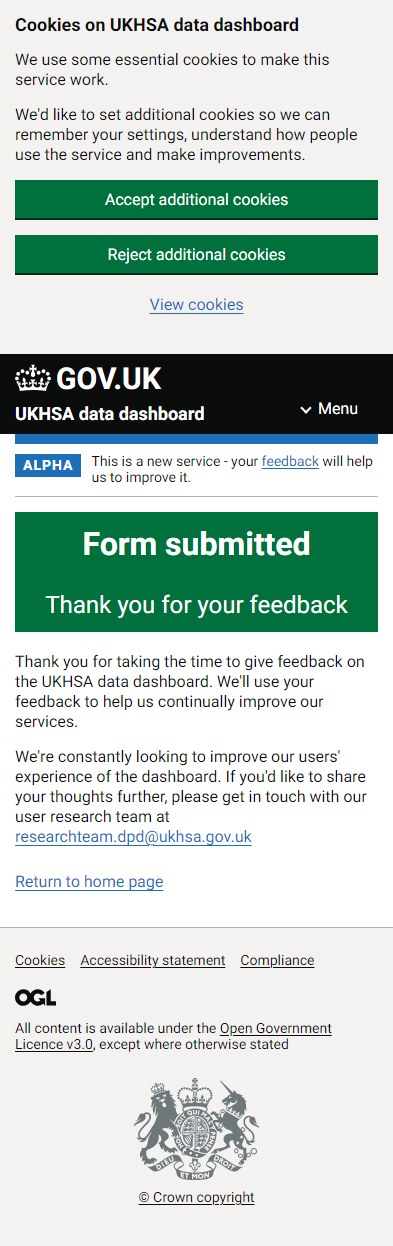 Cookies on UKHSA data dashboard
We use some essential cookies to make this
service work.
We'd like to set additional cookies so we can
remember your settings, understand how people
use the service and make improvements.
Accept additional cookies
Reject additional cookies
View cookies
GOV.UK
UKHSA data dashboard
Menu
ALPHA This is a new service - your feedback will help
us to improve it.
Form submitted
Thank you for your feedback
Thank you for taking the time to give feedback on
the UKHSA data dashboard. We'll use your
feedback to help us continually improve our
services.
We're constantly looking to improve our users'
experience of the dashboard. If you'd like to share
your thoughts further, please get in touch with our
user research team at
researchteam.dpd@ukhsa.gov.uk
Return to home page
Cookies Accessibility statement Compliance
OGL
All content is available under the Open Government
Licence v3.0, except where otherwise stated
DIEU ET MON DROIT
© Crown copyright